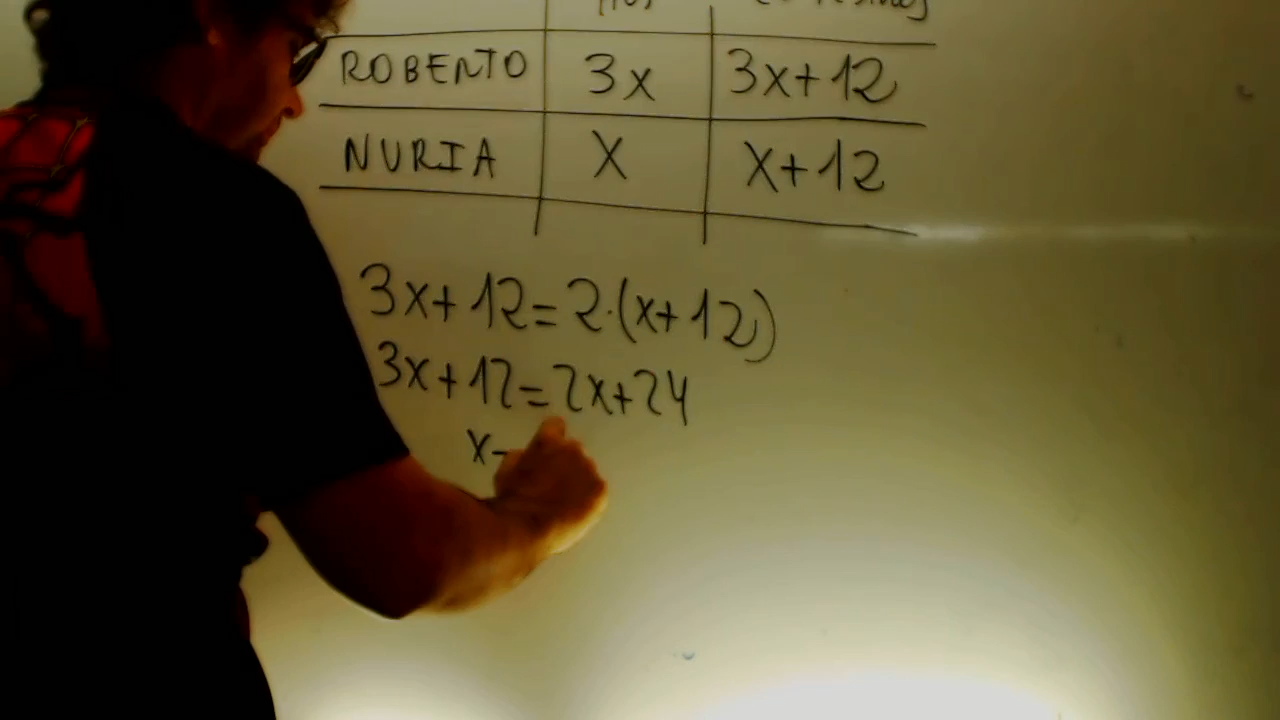 ROBERTO 3x 3x+12
NURIA X X+12
3x+12=2·(x+12)
3x+12=2x+24
x-